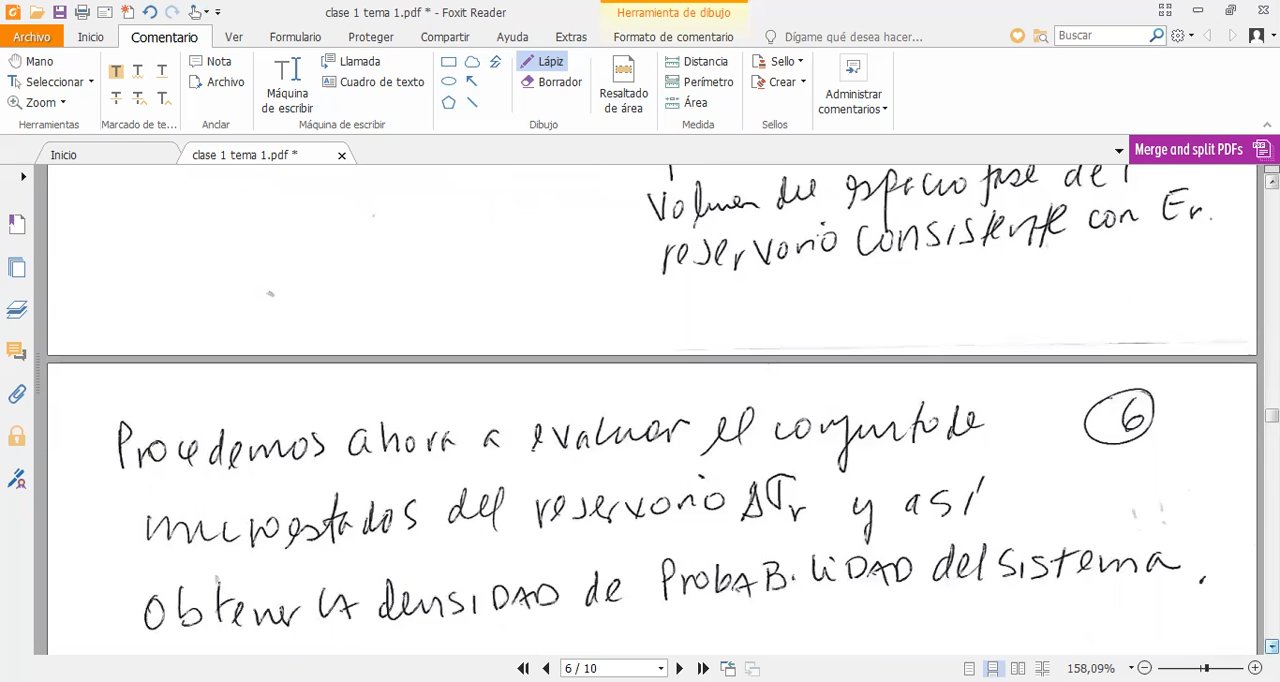 clase 1 tema 1.pdf * - Foxit Reader
Herramienta de dibujo
Archivo
Inicio
Comentario
Ver
Formulario
Proteger
Compartir
Ayuda
Extras
Formato de comentario
Dígame qué desea hacer...
Buscar
Mano
Seleccionar
Zoom
Herramientas
Marcado de te...
Nota
Archivo
Anclar
Máquina
de escribir
Llamada
Cuadro de texto
Máquina de escribir
Lápiz
Borrador
Dibujo
Resaltado
de área
Distancia
Perímetro
Área
Medida
Sello
Crear
Sellos
Administrar
comentarios
Inicio
clase 1 tema 1.pdf *
Merge and split PDFs
Volumen del espacio fase del
reservorio consistente con Er.
6
Procedemos ahora a evaluar el conjunto de
microestados del reservorio ΔΓr y así
obtener LA densiDAD de ProbABiLiDAD del sistema.
6 / 10
158,09%